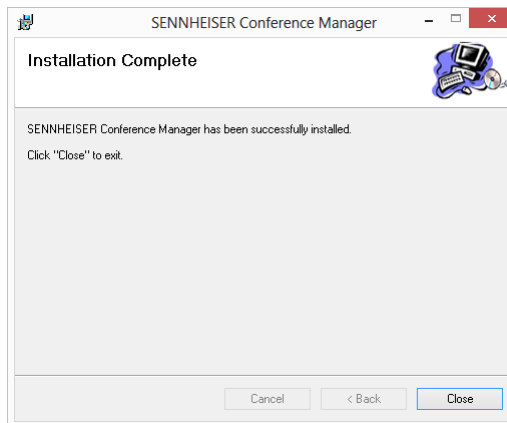 SENNHEISER Conference Manager
Installation Complete
SENNHEISER Conference Manager has been successfully installed.
Click "Close" to exit.
Cancel
< Back
Close